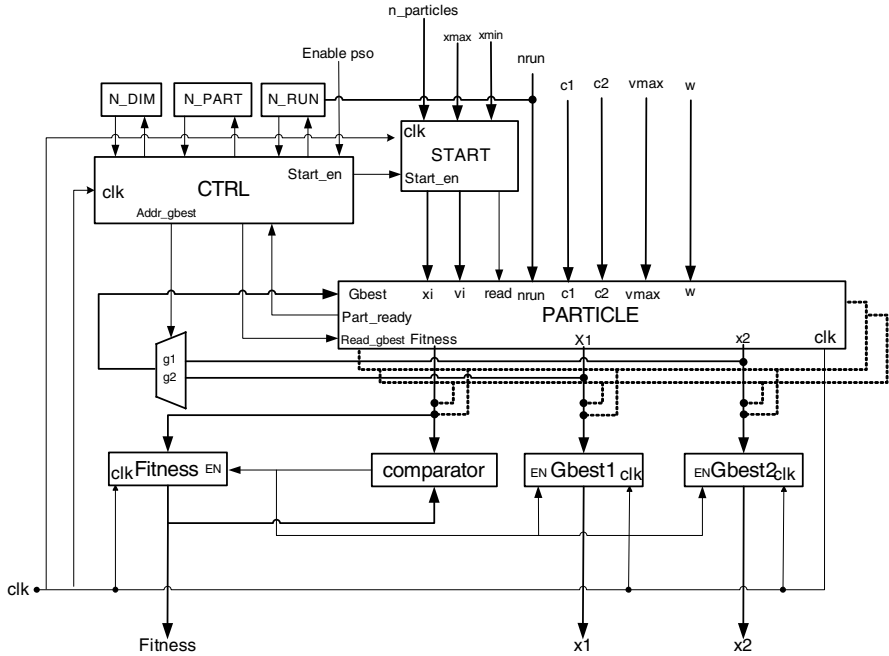 n_particles
xmax
xmin
Enable pso
nrun
c1
c2
vmax
w
N_DIM
N_PART
N_RUN
clk
START
Start_en
clk
CTRL
Start_en
Addr_gbest
Gbest
xi
vi
read
nrun
c1
c2
vmax
w
Part_ready
PARTICLE
Read_gbest
Fitness
X1
x2
clk
g1
g2
clk
Fitness
EN
comparator
EN
Gbest1
clk
EN
Gbest2
clk
clk
Fitness
x1
x2